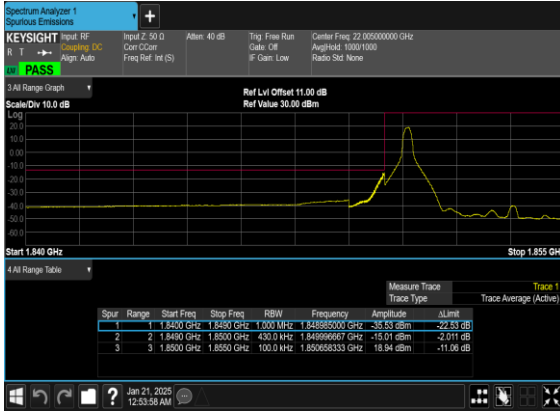 Spectrum Analyzer 1
Spurious Emissions
+
KEYSIGHT Input: RF Input Z: 50 Ω Atten: 40 dB Trig: Free Run Center Freq: 22.005000000 GHz
R T Coupling: DC Corr CCorr Gate: Off Avg|Hold: 1000/1000
Align: Auto Freq Ref: Int (S) IF Gain: Low Radio Std: None
PASS
3 All Range Graph
Scale/Div 10.0 dB Ref Lvl Offset 11.00 dB
Ref Value 30.00 dBm
Log
20.0
10.0
0.00
-10.0
-20.0
-30.0
-40.0
-50.0
-60.0
Start 1.840 GHz Stop 1.855 GH
4 All Range Table
Measure Trace Trace 1
Trace Type Trace Average (Active)
Spur Range Start Freq Stop Freq RBW Frequency Amplitude ΔLimit
1 1 1.8400 GHz 1.8490 GHz 1.000 MHz 1.848985000 GHz -35.53 dBm -22.53 dB
2 2 1.8490 GHz 1.8500 GHz 430.0 kHz 1.849996667 GHz -15.01 dBm -2.011 dB
3 3 1.8500 GHz 1.8550 GHz 100.0 kHz 1.850658333 GHz 18.94 dBm -11.06 dB
? Jan 21, 2025
12:53:58 AM